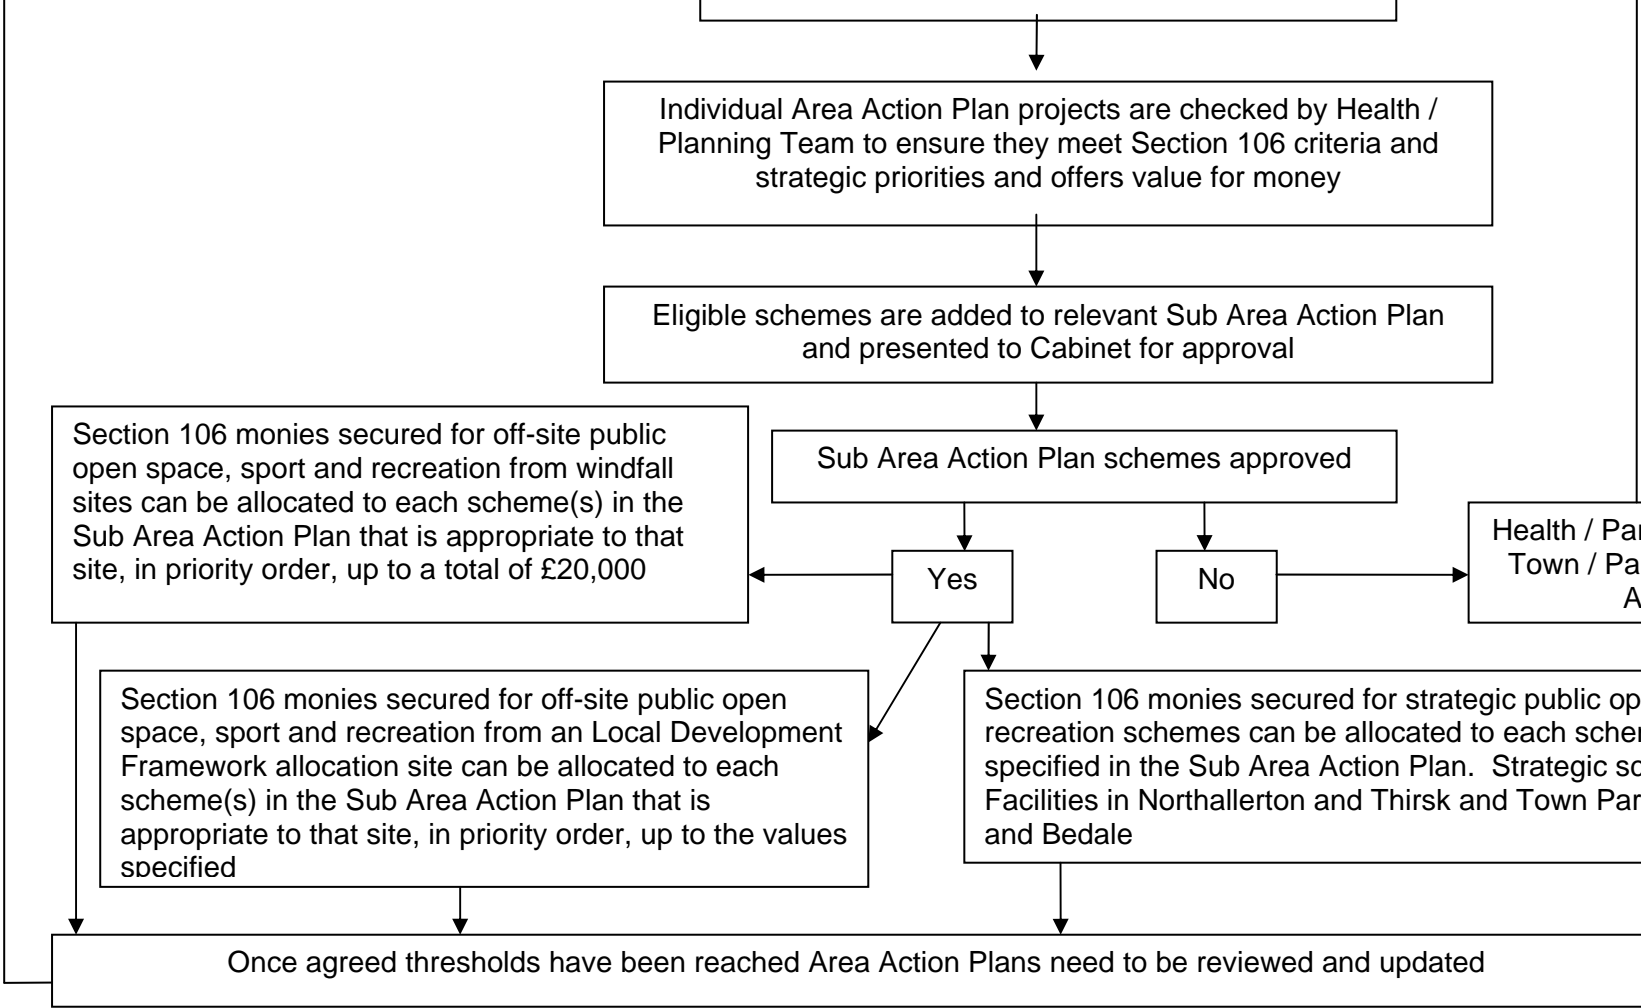 Individual Area Action Plan projects are checked by Health /
Planning Team to ensure they meet Section 106 criteria and
strategic priorities and offers value for money
Eligible schemes are added to relevant Sub Area Action Plan
and presented to Cabinet for approval
Section 106 monies secured for off-site public
open space, sport and recreation from windfall
sites can be allocated to each scheme(s) in the
Sub Area Action Plan that is appropriate to that
site, in priority order, up to a total of £20,000
Sub Area Action Plan schemes approved
Yes
No
Health /
Town /
Section 106 monies secured for off-site public open
space, sport and recreation from an Local Development
Framework allocation site can be allocated to each
scheme(s) in the Sub Area Action Plan that is
appropriate to that site, in priority order, up to the values
specified
Section 106 monies secured for strategic public
recreation schemes can be allocated to each
specified in the Sub Area Action Plan. Strategic
Facilities in Northallerton and Thirsk and Town
and Bedale
Once agreed thresholds have been reached Area Action Plans need to be reviewed and updated